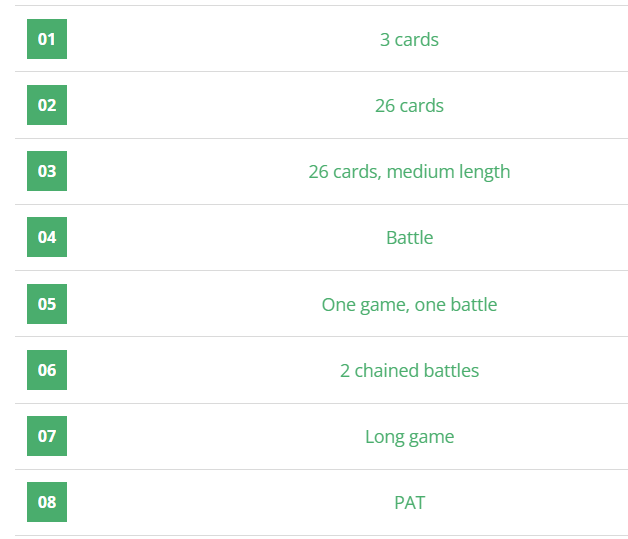 01 3 cards
02 26 cards
03 26 cards, medium length
04 Battle
05 One game, one battle
06 2 chained battles
07 Long game
08 PAT